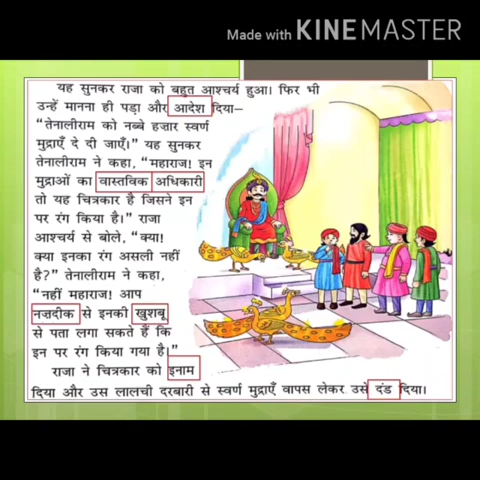 Made with KINEMASTER
यह सुनकर राजा को बहुत आश्चर्य हुआ। फिर भी
उन्हें मानना ही पड़ा और आदेश दिया–
“तेनालीराम को नब्बे हज़ार स्वर्ण
मुद्राएँ दे दी जाएँ।” यह सुनकर
तेनालीराम ने कहा, “महाराज! इन
मुद्राओं का वास्तविक अधिकारी
तो यह चित्रकार है जिसने इन
पर रंग किया है।” राजा
आश्चर्य से बोले, “क्या!
क्या इनका रंग असली नहीं
है?” तेनालीराम ने कहा,
“नहीं महाराज! आप
नज़दीक से इनकी खुशबू
से पता लगा सकते हैं कि
इन पर रंग किया गया है।”
राजा ने चित्रकार को इनाम
दिया और उस लालची दरबारी से स्वर्ण मुद्राएँ वापस लेकर उसे दंड दिया।